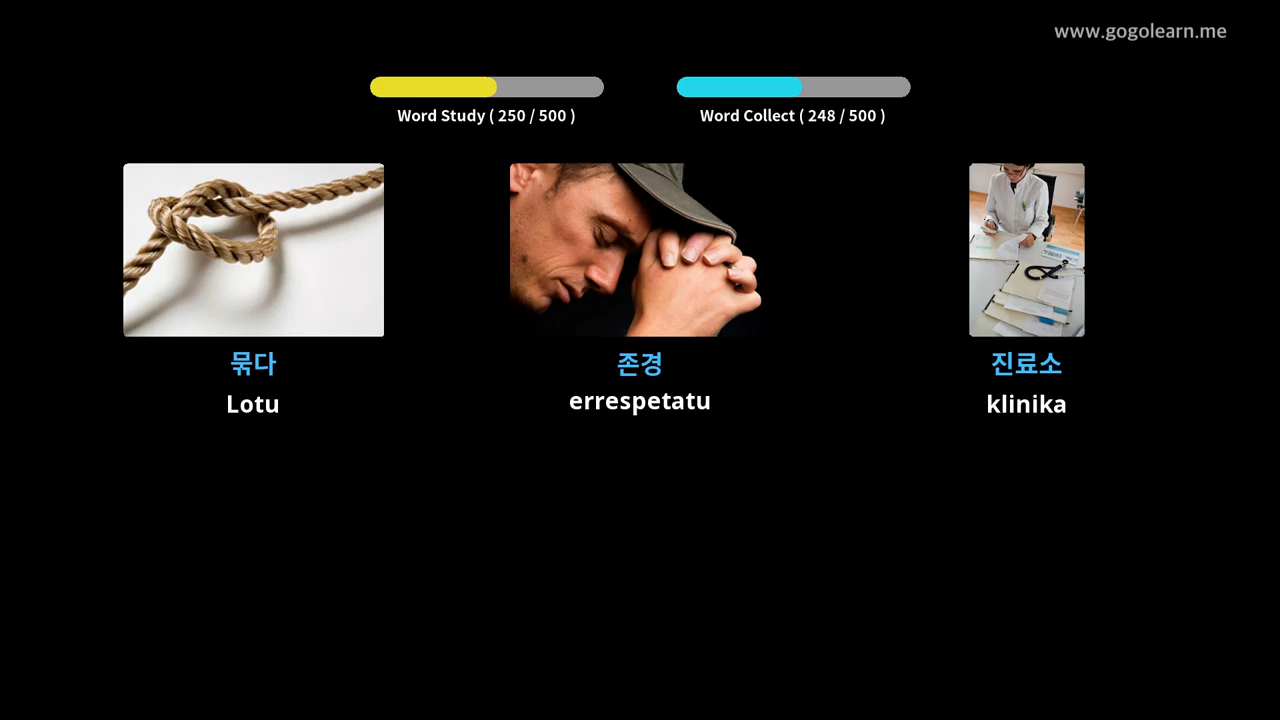 www.gogolearn.me
Word Study ( 250 / 500 )
Word Collect ( 248 / 500 )
묶다
Lotu
존경
errespetatu
진료소
klinika